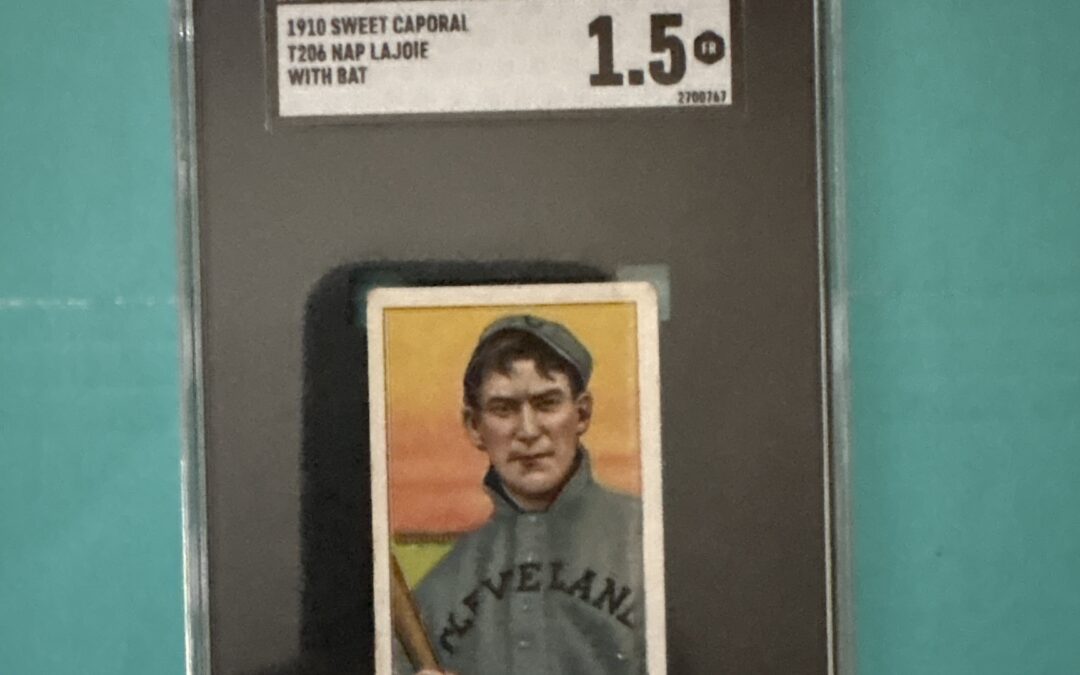 1910 SWEET CAPORAL
T206 NAP LAJOIE
WITH BAT
1.5
FR
2700767
CLEVELAND